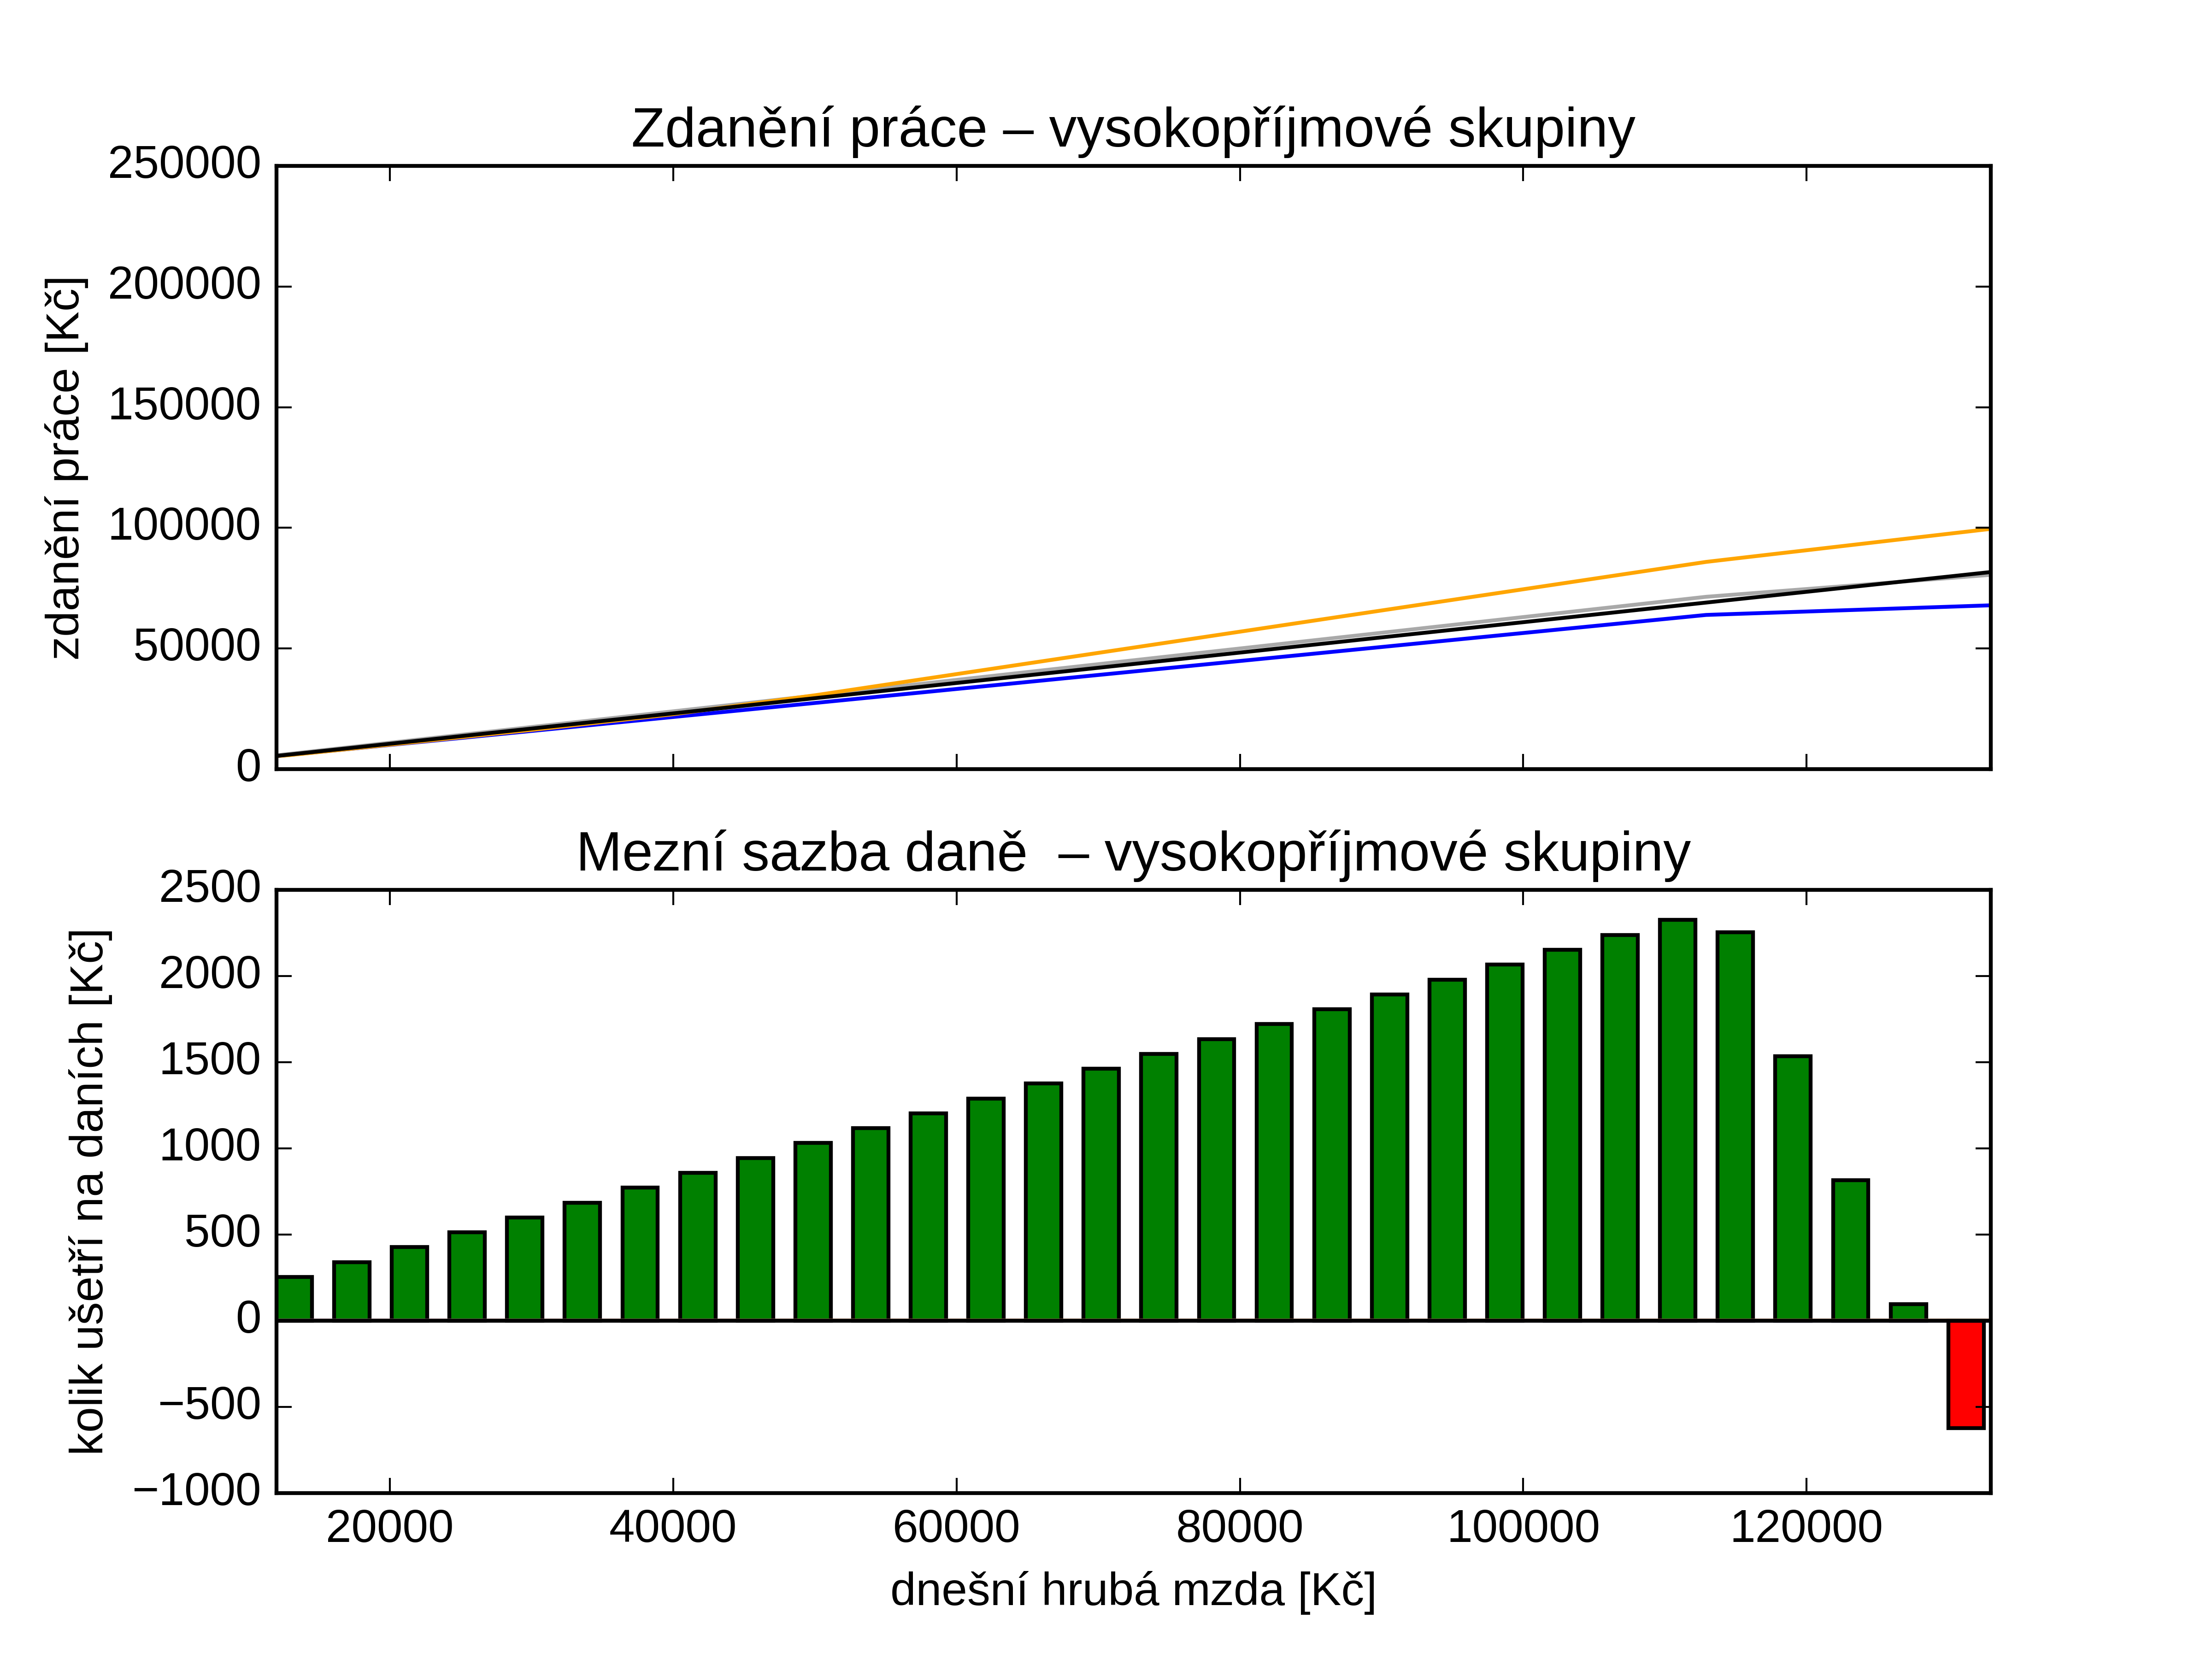 Zdanění práce – vysokopříjmové skupiny
250000
200000
150000
100000
50000
0
zdanění práce [Kč]
Mezní sazba daně  – vysokopříjmové skupiny
2500
2000
1500
1000
500
0
−500
−1000
kolik ušetří na daních [Kč]
20000 40000 60000 80000 100000 120000
dnešní hrubá mzda [Kč]